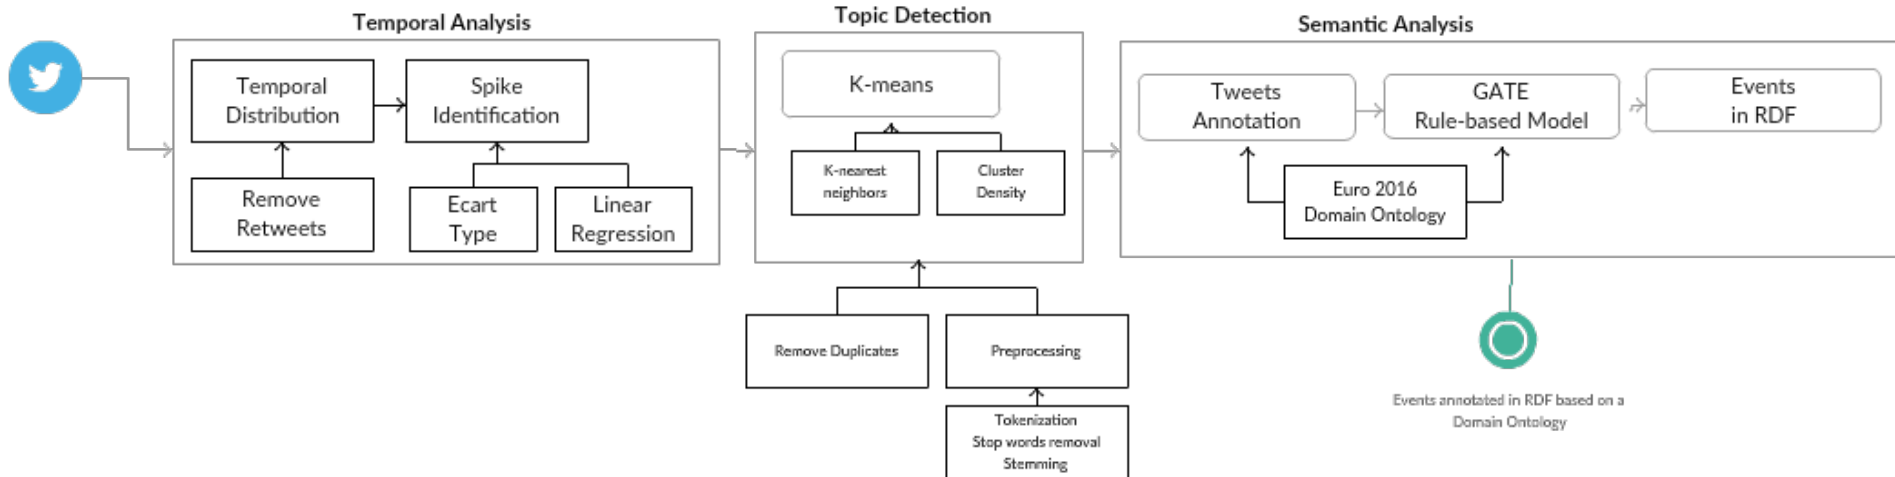 Temporal Analysis
Topic Detection
Semantic Analysis
Temporal
Distribution
Spike
Identification
Remove
Retweets
Ecart
Type
Linear
Regression
K-means
K-nearest
neighbors
Cluster
Density
Remove Duplicates
Preprocessing
Tokenization
Stop words removal
Stemming
Tweets
Annotation
GATE
Rule-based Model
Events
in RDF
Euro 2016
Domain Ontology
Events annotated in RDF based on a
Domain Ontology